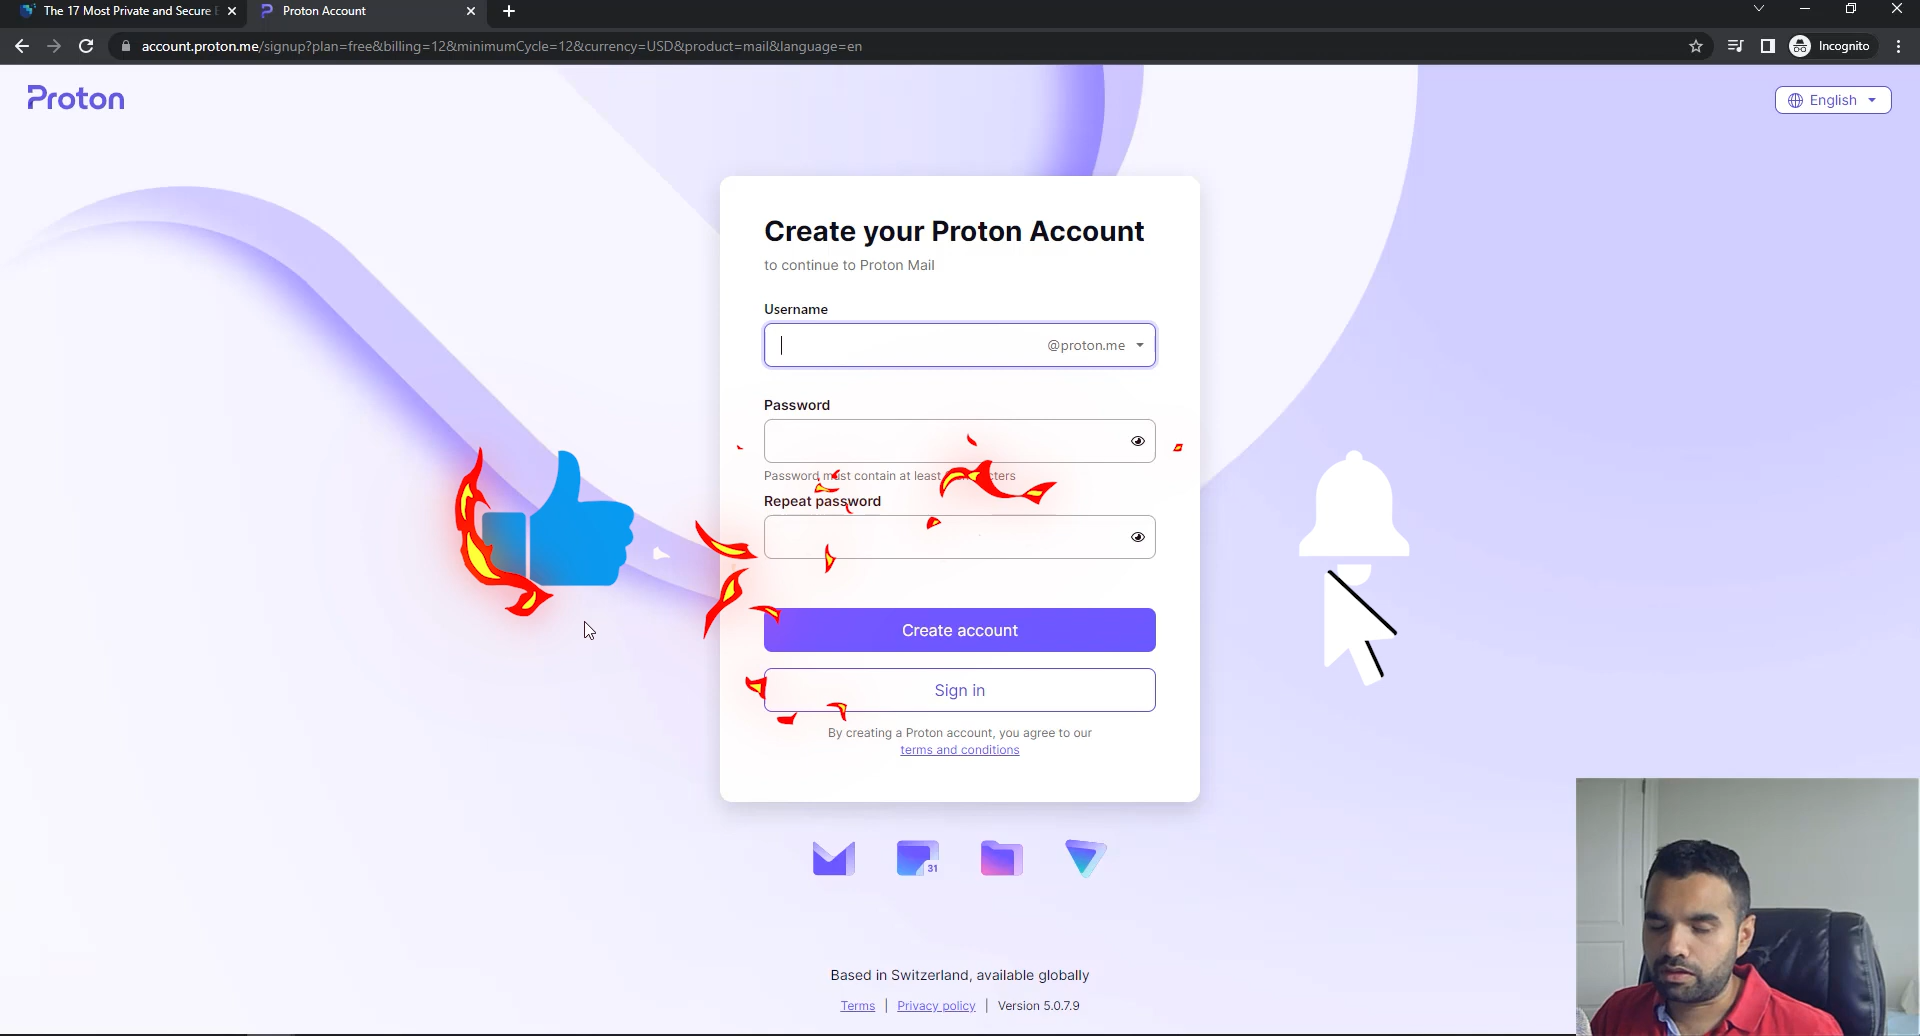 The 17 Most Private and Secure
Proton Account
account.proton.me/signup?plan=free&billing=12&minimumCycle=12&currency=USD&product=mail&language=en
Incognito
Proton
English
Create your Proton Account
to continue to Proton Mail
Username
@proton.me
Password
Password must contain at least
Repeat password
Create account
Sign in
By creating a Proton account, you agree to our
terms and conditions
31
Based in Switzerland, available globally
Terms | Privacy policy | Version 5.0.7.9